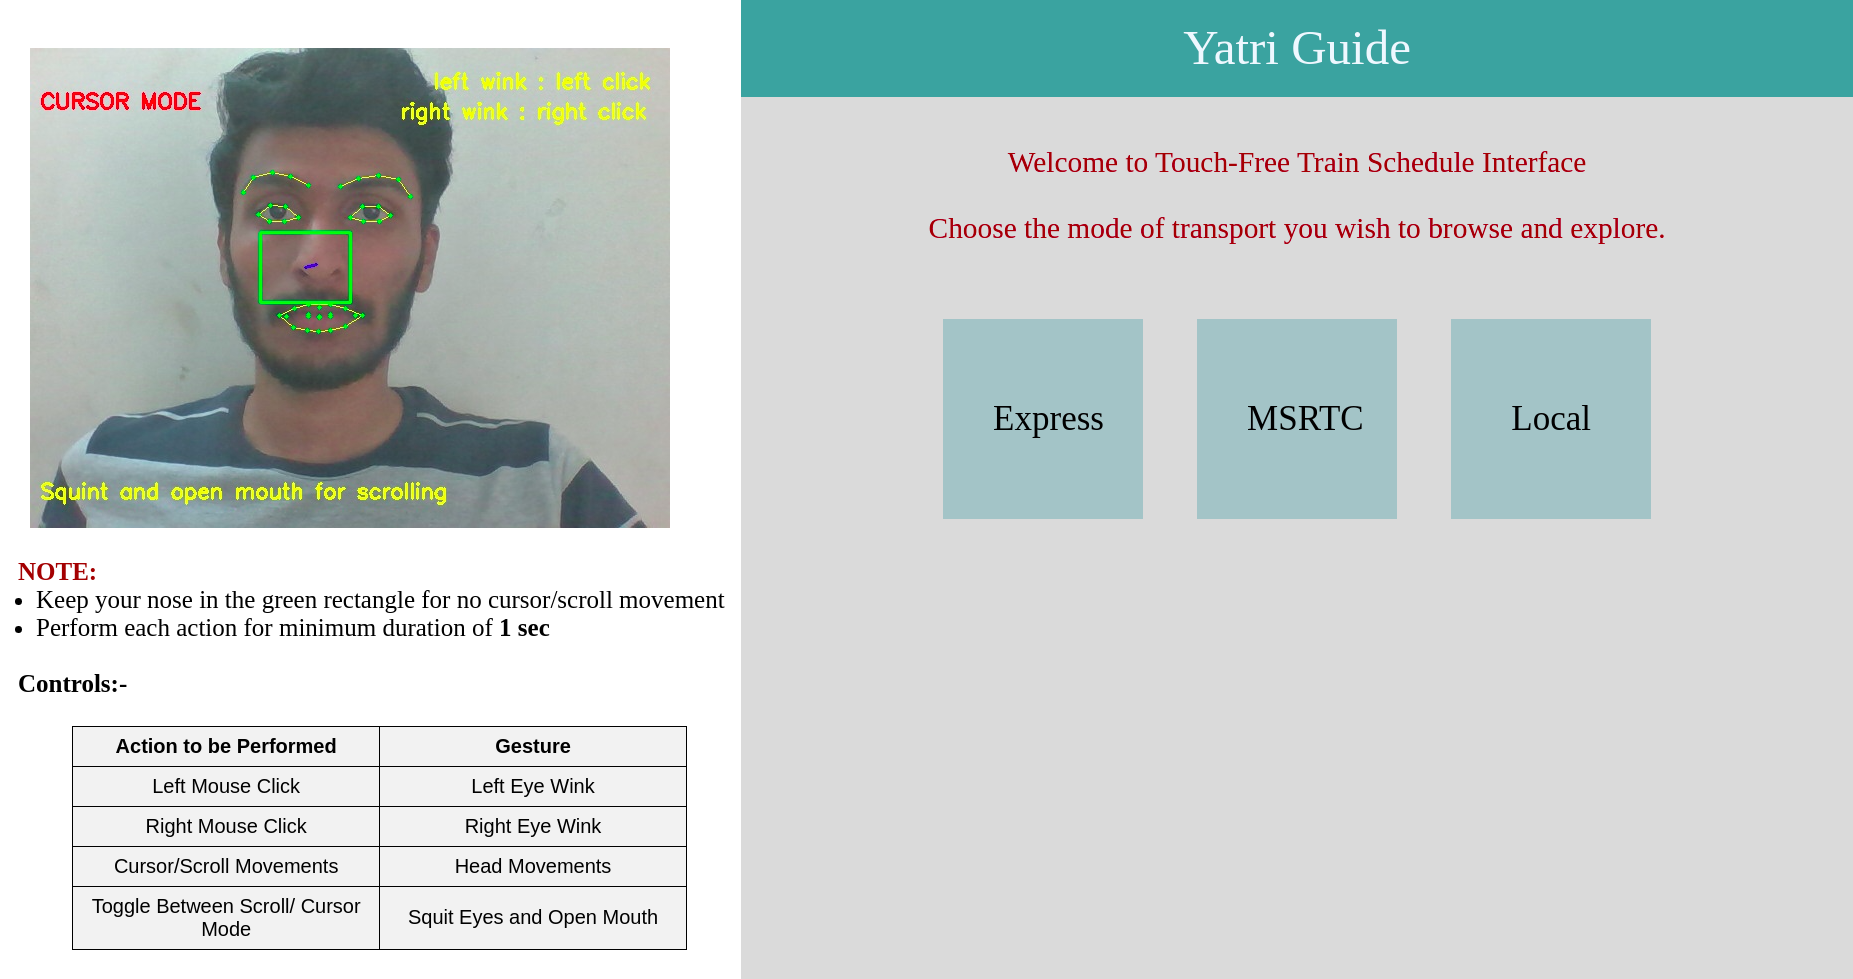 CURSOR MODE
left wink : left click
right wink : right click
Squint and open mouth for scrolling
NOTE:
Keep your nose in the green rectangle for no cursor/scroll movement
Perform each action for minimum duration of 1 sec
Controls:-
Action to be Performed Gesture
Left Mouse Click Left Eye Wink
Right Mouse Click Right Eye Wink
Cursor/Scroll Movements Head Movements
Toggle Between Scroll/ Cursor
Mode
Squit Eyes and Open Mouth
Yatri Guide
Welcome to Touch-Free Train Schedule Interface
Choose the mode of transport you wish to browse and explore.
Express MSRTC Local